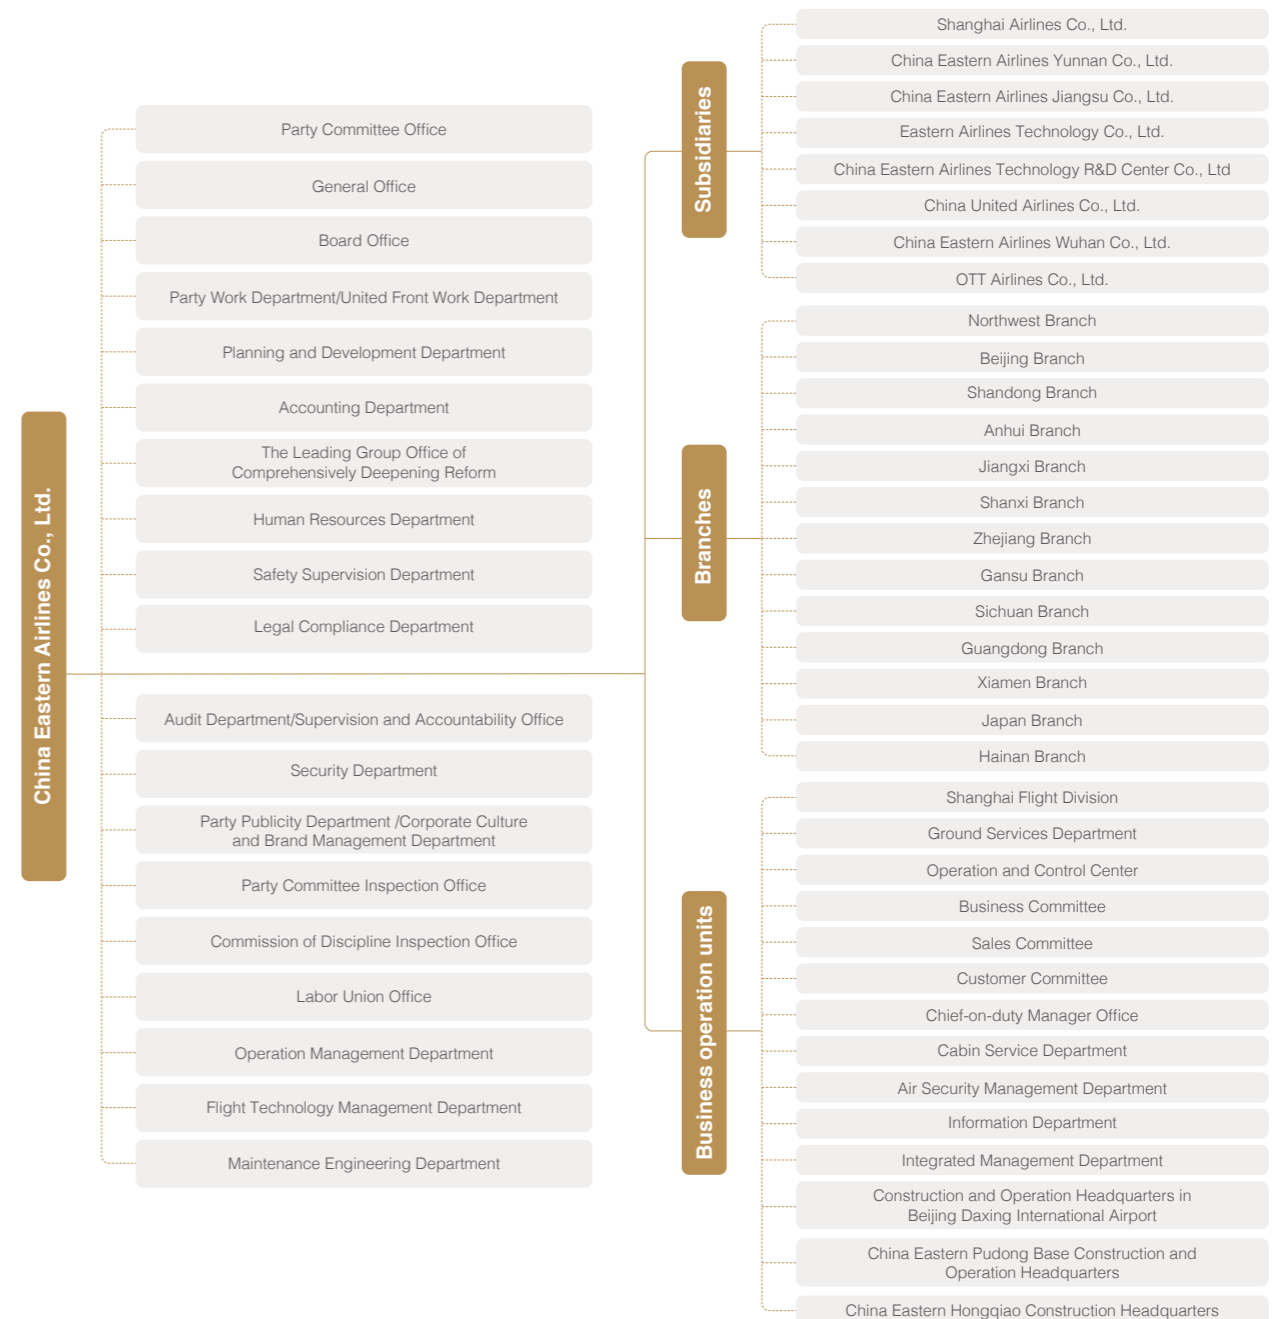 China Eastern Airlines Co., Ltd.
Party Committee Office
General Office
Board Office
Party Work Department/United Front Work Department
Planning and Development Department
Accounting Department
The Leading Group Office of
Comprehensively Deepening Reform
Human Resources Department
Safety Supervision Department
Legal Compliance Department
Audit Department/Supervision and Accountability Office
Security Department
Party Publicity Department /Corporate Culture
and Brand Management Department
Party Committee Inspection Office
Commission of Discipline Inspection Office
Labor Union Office
Operation Management Department
Flight Technology Management Department
Maintenance Engineering Department
Subsidiaries
Shanghai Airlines Co., Ltd.
China Eastern Airlines Yunnan Co., Ltd.
China Eastern Airlines Jiangsu Co., Ltd.
Eastern Airlines Technology Co., Ltd.
China Eastern Airlines Technology R&D Center Co., Ltd
China United Airlines Co., Ltd.
China Eastern Airlines Wuhan Co., Ltd.
OTT Airlines Co., Ltd.
Branches
Northwest Branch
Beijing Branch
Shandong Branch
Anhui Branch
Jiangxi Branch
Shanxi Branch
Zhejiang Branch
Gansu Branch
Sichuan Branch
Guangdong Branch
Xiamen Branch
Japan Branch
Hainan Branch
Business operation units
Shanghai Flight Division
Ground Services Department
Operation and Control Center
Business Committee
Sales Committee
Customer Committee
Chief-on-duty Manager Office
Cabin Service Department
Air Security Management Department
Information Department
Integrated Management Department
Construction and Operation Headquarters in
Beijing Daxing International Airport
China Eastern Pudong Base Construction and
Operation Headquarters
China Eastern Hongqiao Construction Headquarters